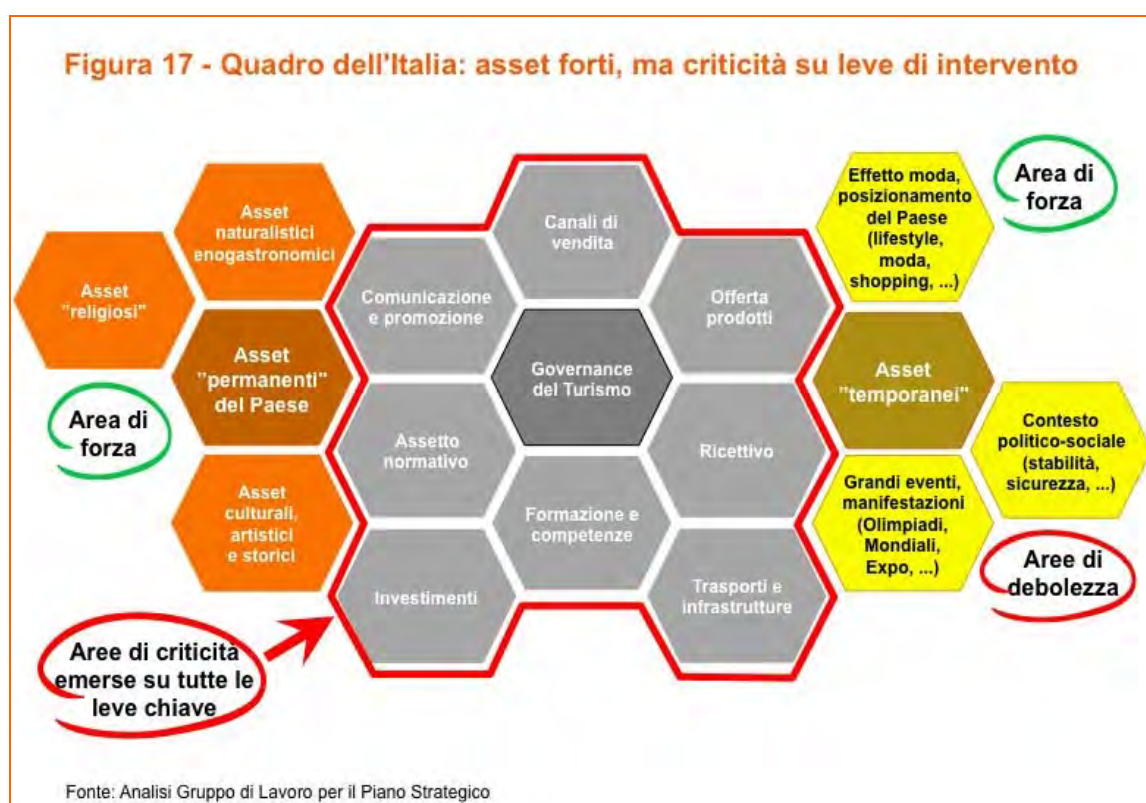 Figura 17 - Quadro dell'Italia: asset forti, ma criticità su leve di intervento
Asset
naturalistici
enogastronomici
Asset
"religiosi"
Asset
"permanenti"
del Paese
Area di
forza
Asset
culturali,
artistici
e storici
Aree di criticità
emerse su tutte le
leve chiave
Comunicazione
e promozione
Assetto
normativo
Investimenti
Canali di
vendita
Governance
del Turismo
Formazione e
competenze
Offerta
prodotti
Ricettivo
Trasporti e
infrastrutture
Effetto moda,
posizionamento
del Paese
(lifestyle,
moda,
shopping, ...)
Area di
forza
Asset
"temporanei"
Contesto
politico-sociale
(stabilità,
sicurezza, ...)
Grandi eventi,
manifestazioni
(Olimpiadi,
Mondiali,
Expo, ...)
Aree di
debolezza
Fonte: Analisi Gruppo di Lavoro per il Piano Strategico